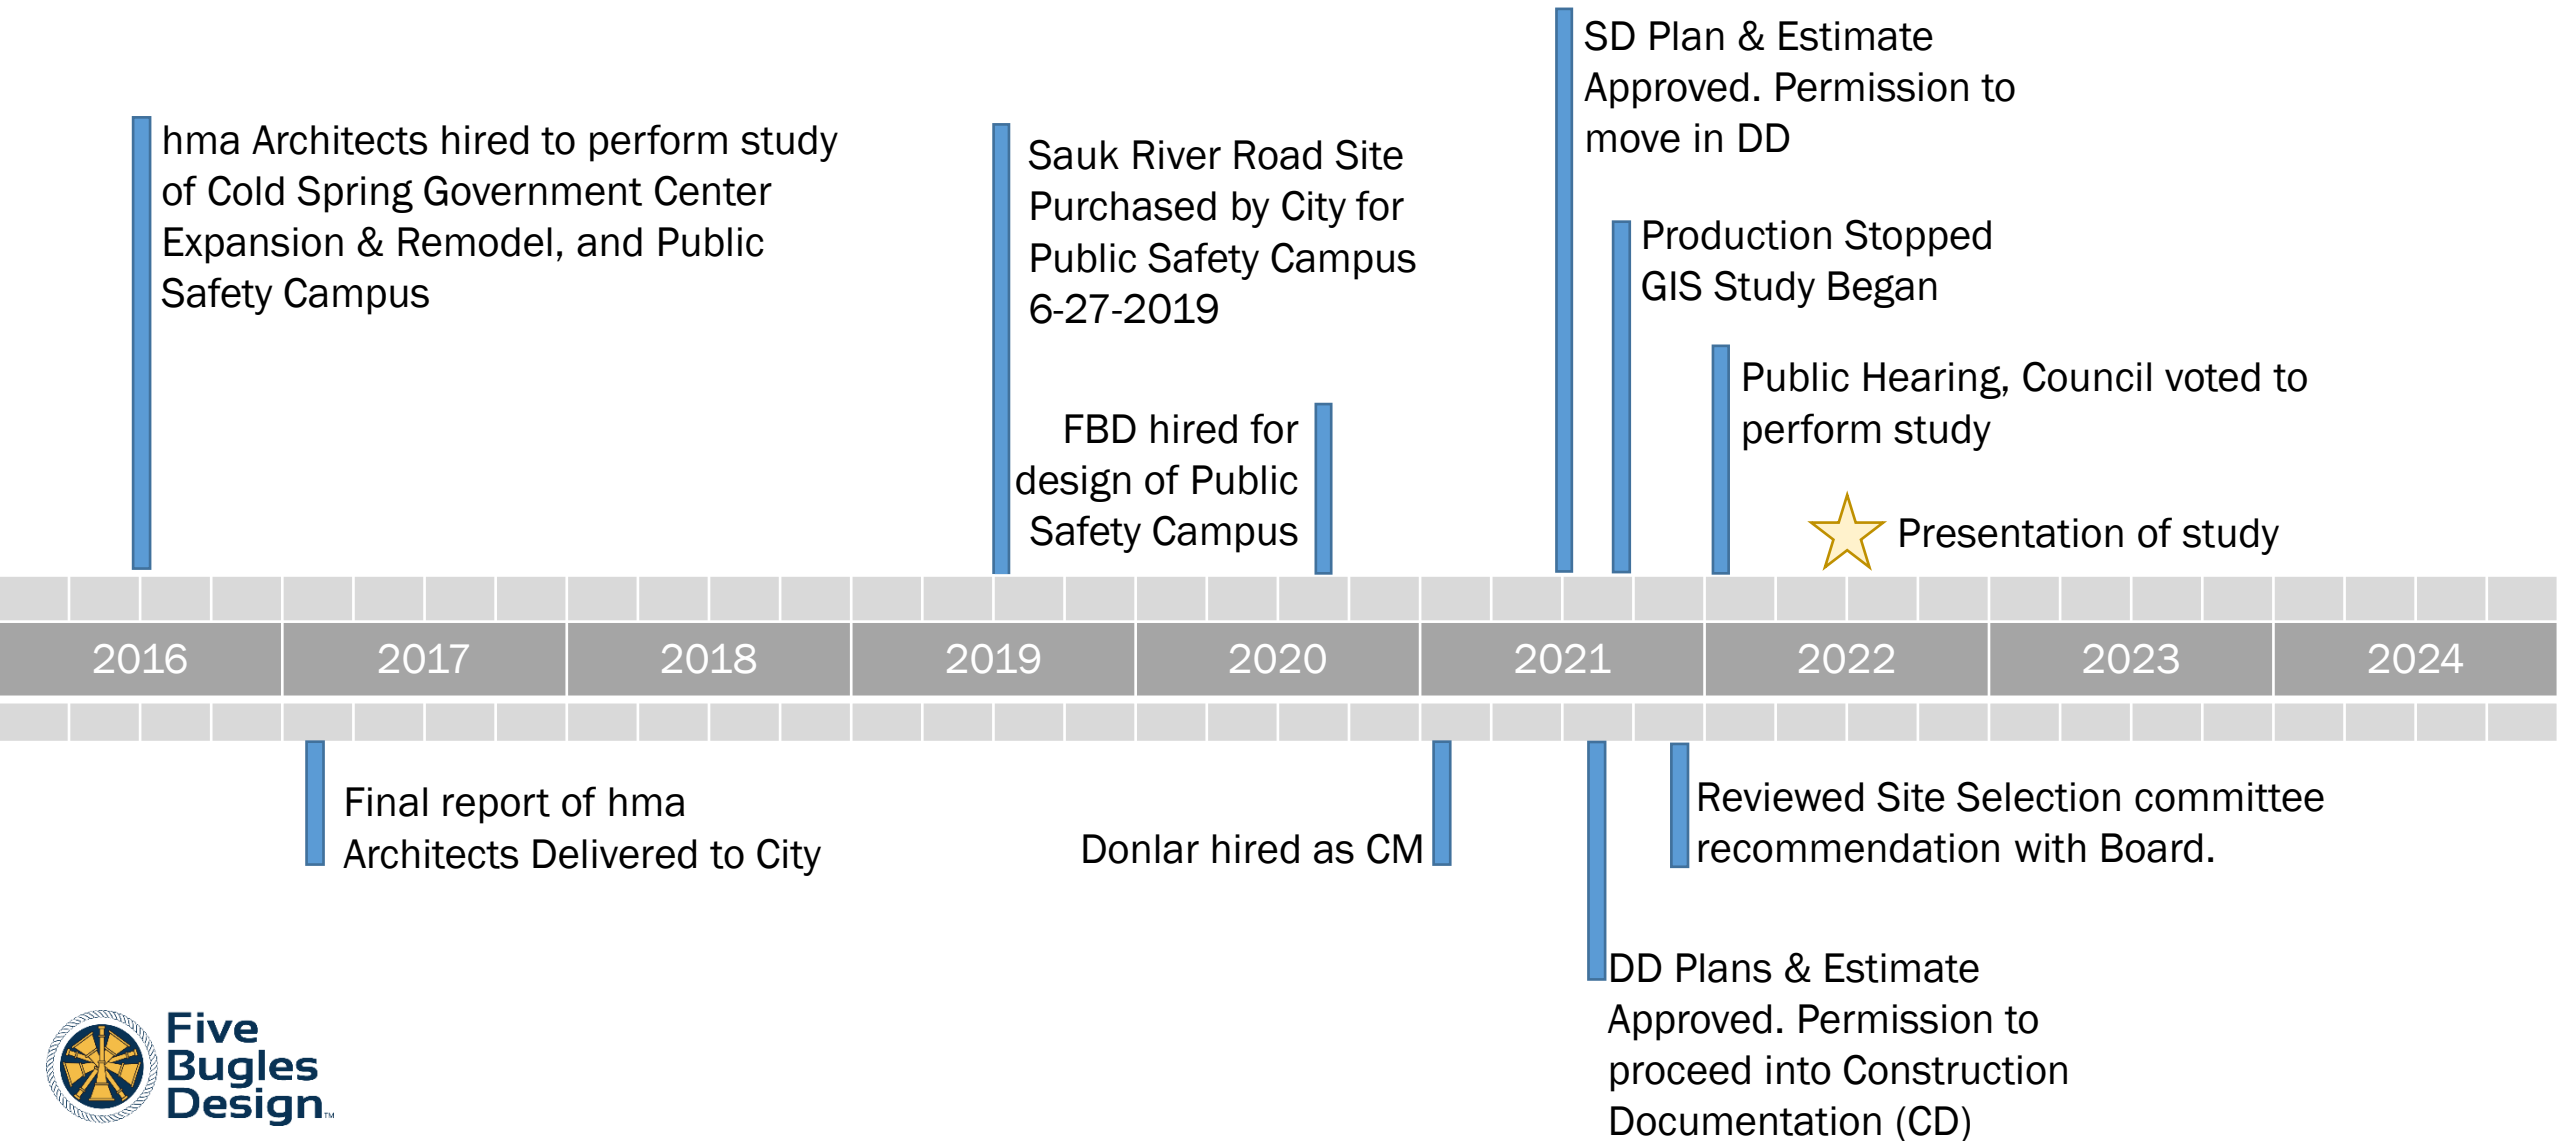 SD Plan & Estimate
Approved. Permission to
move in DD
hma Architects hired to perform study
of Cold Spring Government Center
Expansion & Remodel, and Public
Safety Campus
Sauk River Road Site
Purchased by City for
Public Safety Campus
6-27-2019
Production Stopped
GIS Study Began
Public Hearing, Council voted to
perform study
FBD hired for
design of Public
Safety Campus
Presentation of study
2016 2017 2018 2019 2020 2021 2022 2023 2024
Final report of hma
Architects Delivered to City
Donlar hired as CM
Reviewed Site Selection committee
recommendation with Board.
DD Plans & Estimate
Approved. Permission to
proceed into Construction
Documentation (CD)
Five
Bugles
Design™